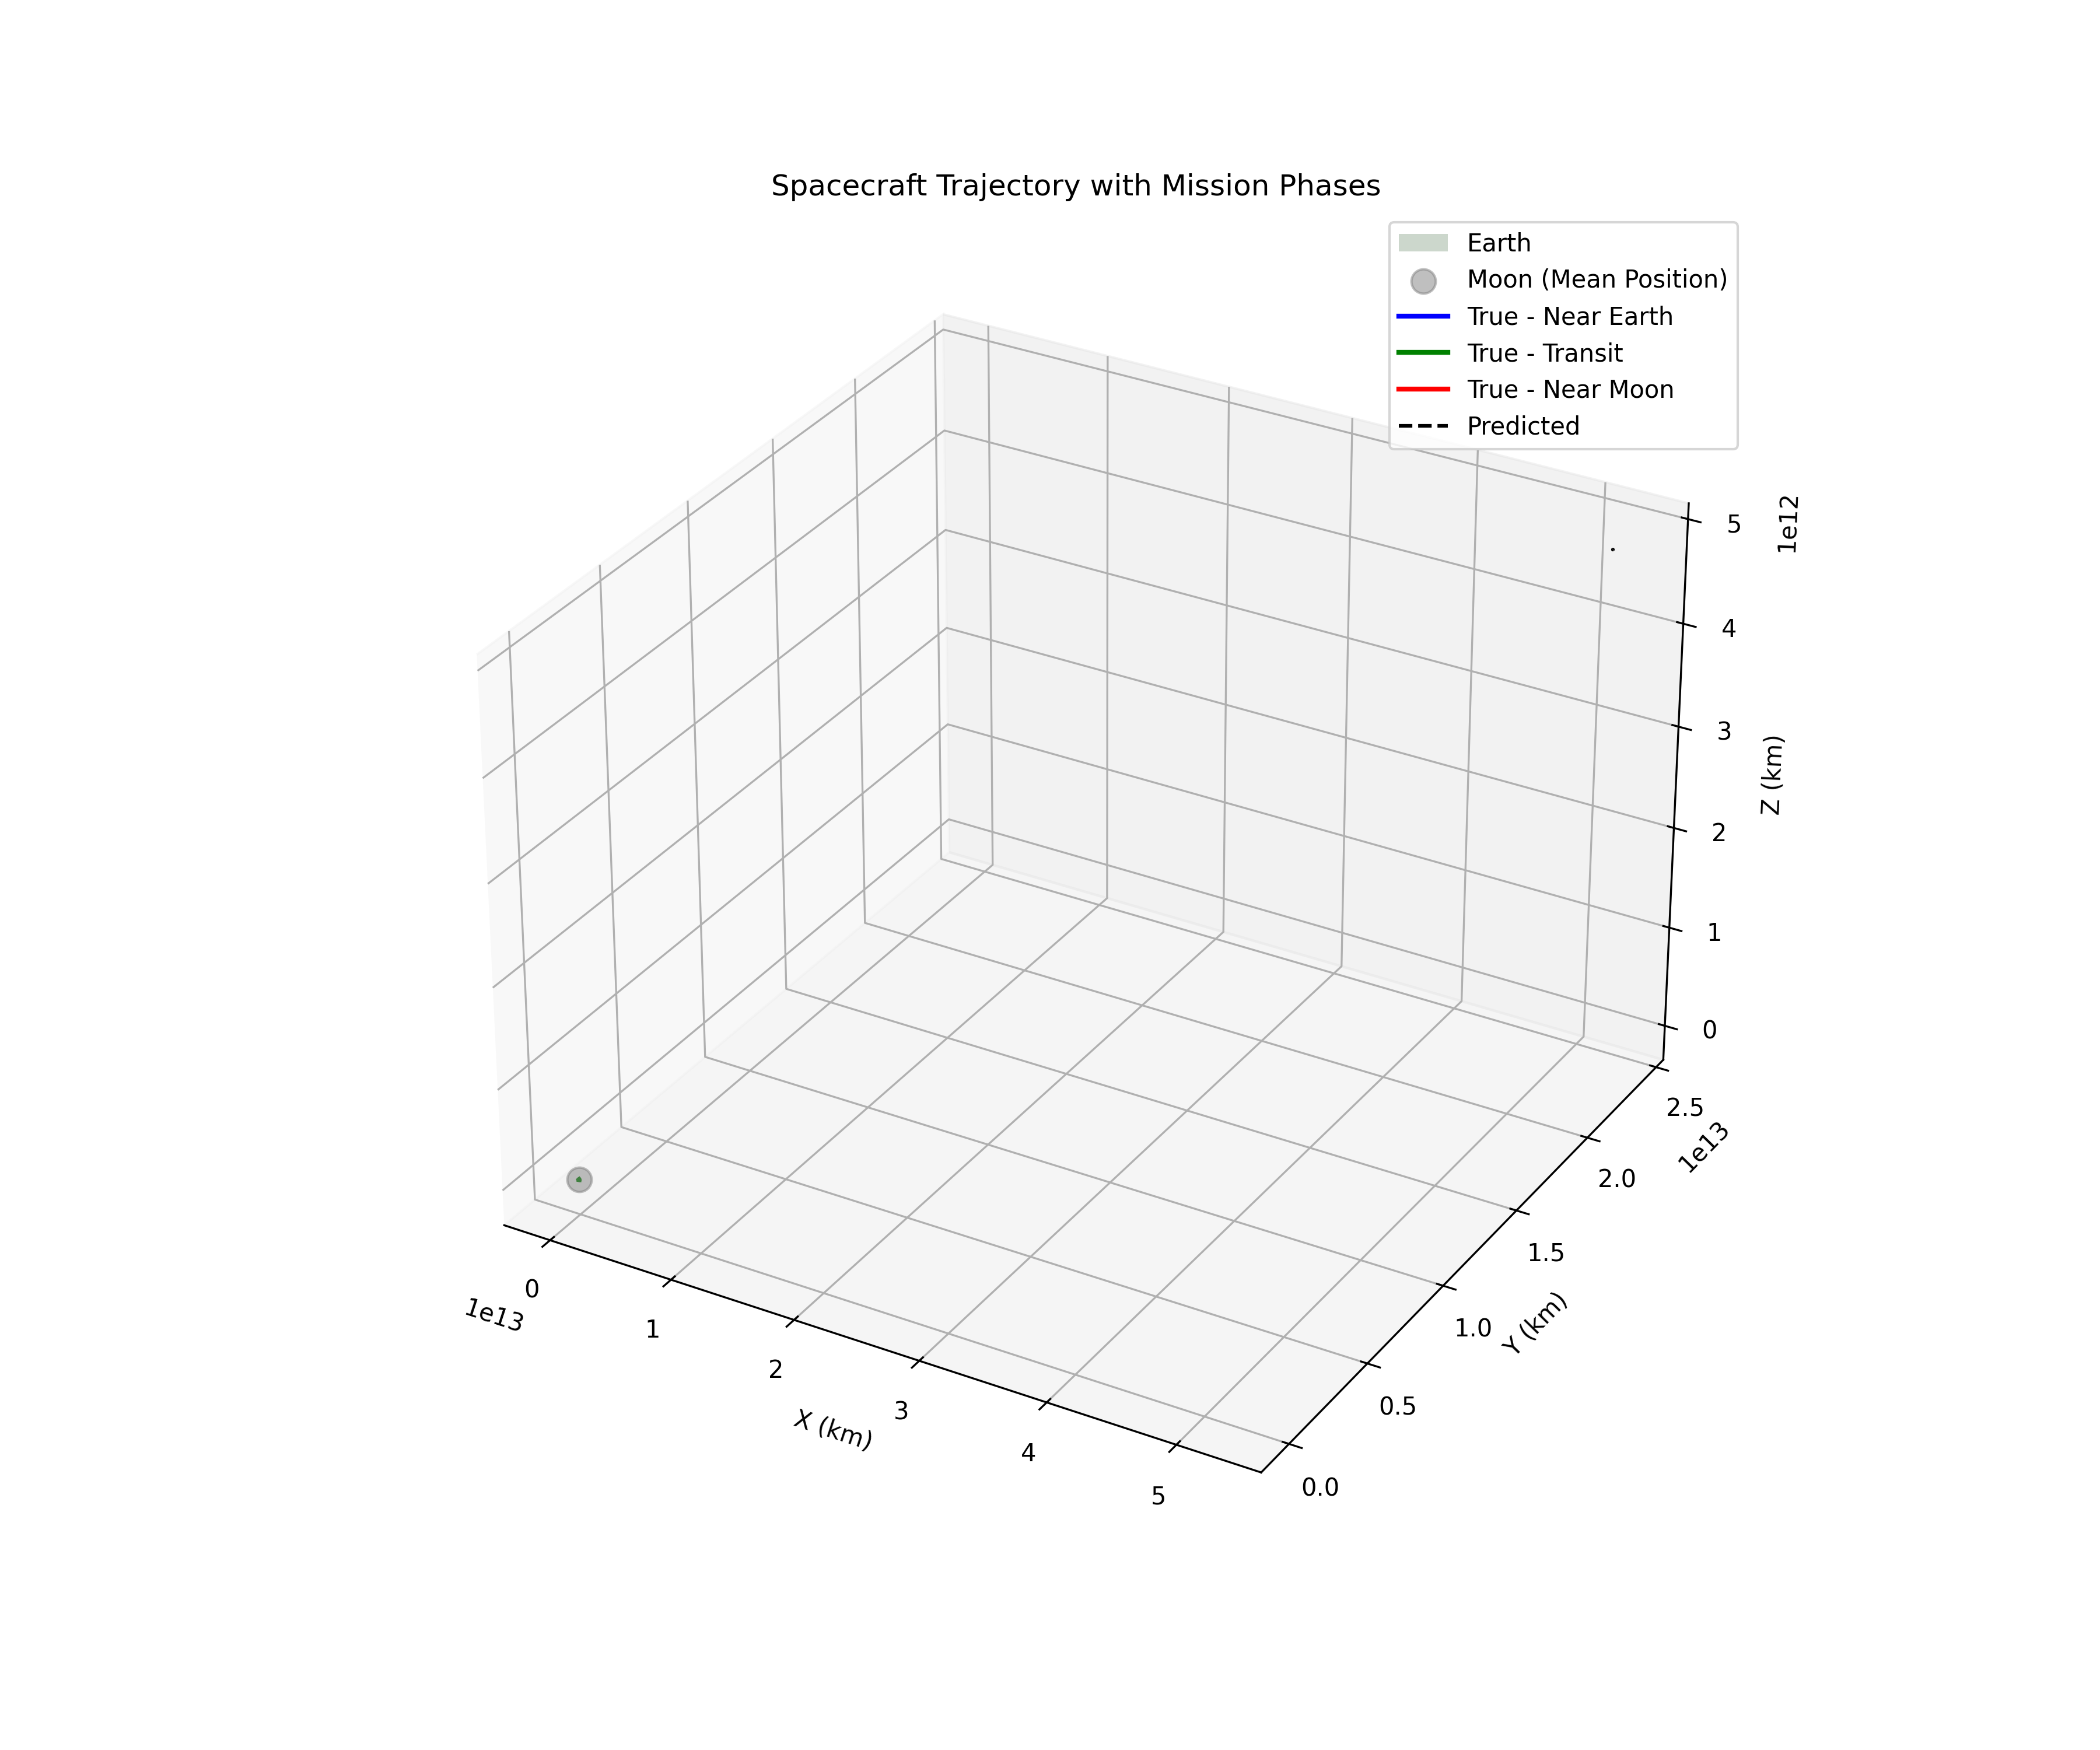 Spacecraft Trajectory with Mission Phases
Earth
Moon (Mean Position)
True - Near Earth
True - Transit
True - Near Moon
Predicted
1e12
5
4
3
2
1
0
Z (km)
2.5
1e13
2.0
1.5
1.0
0.5
0.0
Y (km)
0
1e13
1
2
3
4
5
X (km)